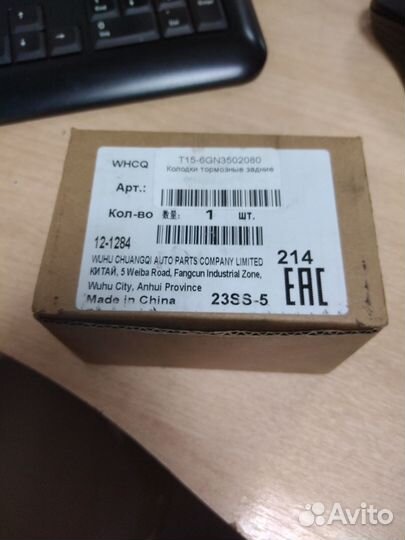 WHCQ
T15-6GN3502080
Колодки тормозные задние
Арт.:
Кол-во 数量: 1 шт.
12-1284
WUHU CHUANGQI AUTO PARTS COMPANY LIMITED
КИТАЙ, 5 Weiba Road, Fangcun Industrial Zone,
Wuhu City, Anhui Province
Made in China
23SS-5
214
EAC
Avito